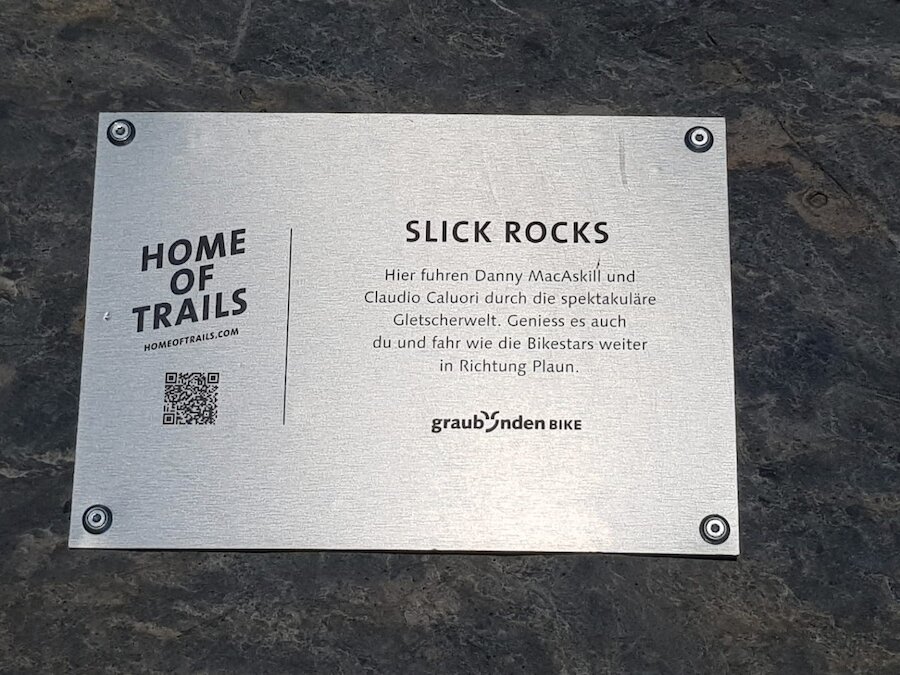 HOME
OF
TRAILS
HOMEOFTRAILS.COM
SLICK ROCKS
Hier fuhren Danny MacAskill und
Claudio Caluori durch die spektakuläre
Gletscherwelt. Geniess es auch
du und fahr wie die Bikestars weiter
in Richtung Plaun.
graubünden BIKE